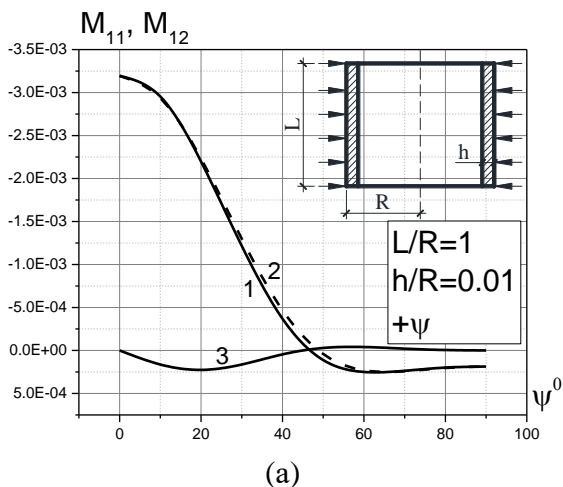 M11, M12
-3.5E-03
-3.0E-03
-2.5E-03
-2.0E-03
-1.5E-03
-1.0E-03
-5.0E-04
0.0E+00
5.0E-04
0 20 40 60 80 100
ψ0
1
2
3
L
h
R
L/R=1
h/R=0.01
+ψ
(a)